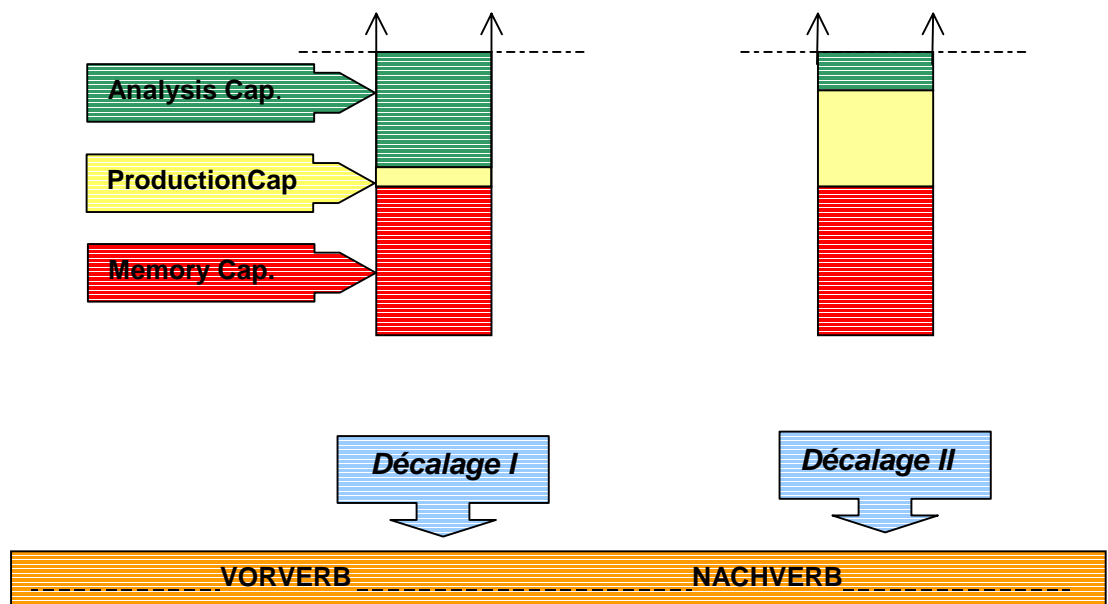 Analysis Cap.
ProductionCap
Memory Cap.
Décalage I
Décalage II
VORVERB NACHVERB